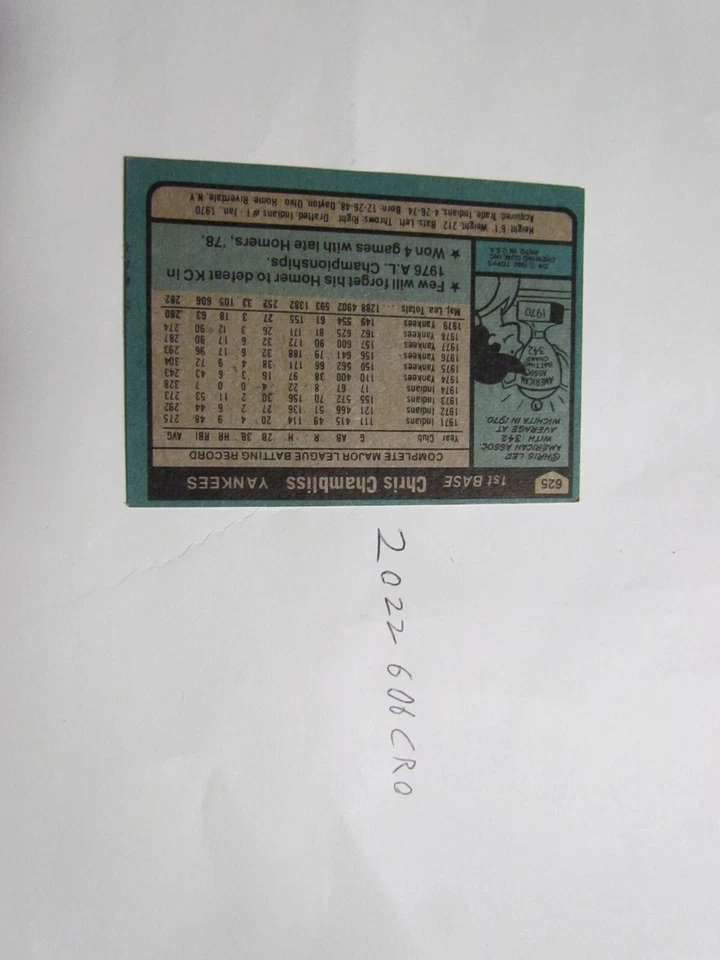 625 1st BASE Chris Chambliss YANKEES
CHRIS LED
AMERICAN ASSOC.
WITH .342
AVERAGE AT
WICHITA IN 1970
AMERICAN
ASSOC
BATTING
CHAMP
.342
1970
© 1980 TOPPS
CHEWING GUM, INC.
PRTD. IN U.S.A.
COMPLETE MAJOR LEAGUE BATTING RECORD
Year Club G AB R H 2B 3B HR RBI AVG
1971 Indians 111 415 49 114 20 4 9 48 275
1972 Indians 121 466 51 136 27 2 6 44 292
1973 Indians 155 572 70 156 30 2 11 53 273
1974 Indians 17 67 8 22 4 0 0 7 328
1974 Yankees 110 400 38 97 16 3 6 43 243
1975 Yankees 150 562 66 171 38 4 9 72 304
1976 Yankees 156 641 79 188 32 6 17 96 293
1977 Yankees 157 600 90 172 32 6 17 90 287
1978 Yankees 162 625 81 171 26 3 12 90 274
1979 Yankees 149 554 61 155 27 3 18 63 280
Maj. Lea Totals ... 1288 4902 593 1382 252 33 105 606 282
★ Few will forget his Homer to defeat KC in
1976 A.L. Championships.
★ Won 4 games with late Homers, '78.
Height 6'1" Weight 212 Bats: Left Throws: Right Drafted: Indians #1 - Jan., 1970
Acquired: Trade, Indians, 4-26-74 Born: 12-26-48, Dayton, Ohio Home: Riverdale, N.Y.
2022 606 CRO